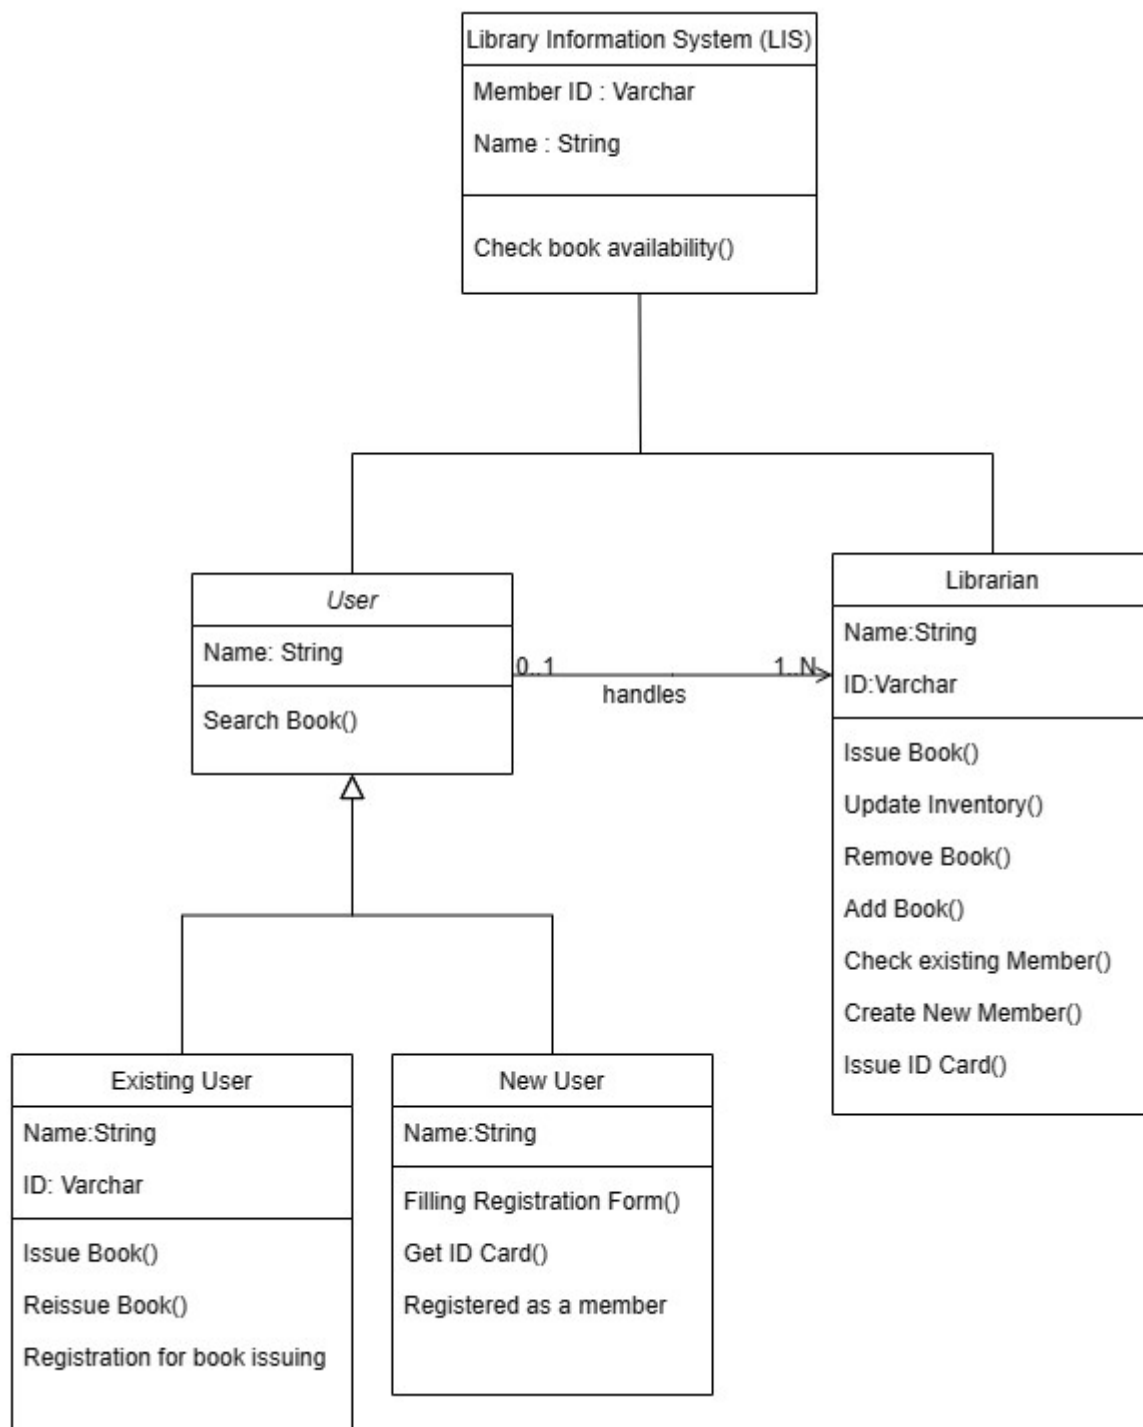 Library Information System (LIS)
Member ID : Varchar
Name : String
Check book availability()
User
Name: String
Search Book()
0..1
1..N
handles
Librarian
Name:String
ID:Varchar
Issue Book()
Update Inventory()
Remove Book()
Add Book()
Check existing Member()
Create New Member()
Issue ID Card()
Existing User
Name:String
ID: Varchar
Issue Book()
Reissue Book()
Registration for book issuing
New User
Name:String
Filling Registration Form()
Get ID Card()
Registered as a member